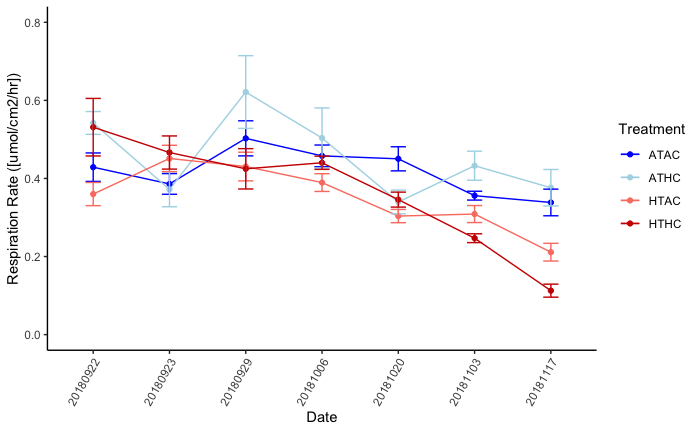 0.8
0.6
0.4
0.2
0.0
Respiration Rate ([umol/cm2/hr])
20180922
20180923
20180929
20181006
20181020
20181103
20181117
Date
Treatment
ATAC
ATHC
HTAC
HTHC